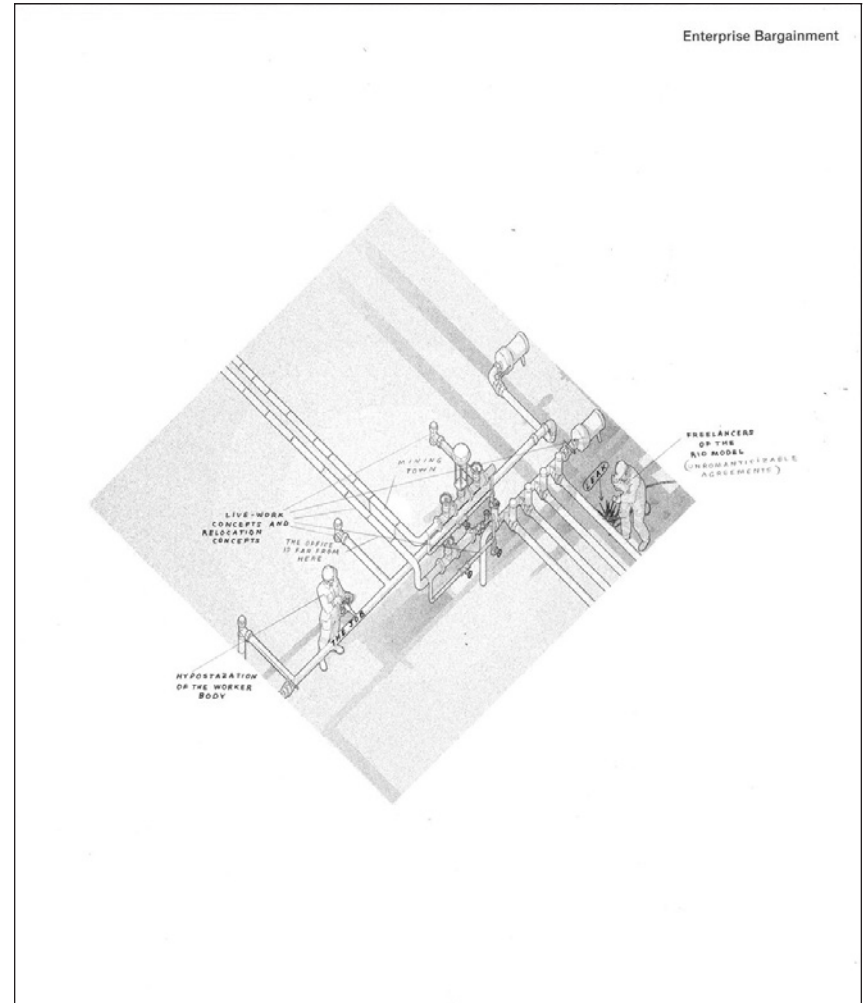 Enterprise Bargainment
FREELANCERS
OF THE
RIO MODEL
(UNROMANTICIZABLE
AGREEMENTS)
MINING
TOWN
LEAK
LIVE-WORK
CONCEPTS AND
RELOCATION
CONCEPTS
THE OFFICE
IS FAR FROM
HERE
THE JOB
HYPOSTAZATION
OF THE WORKER
BODY